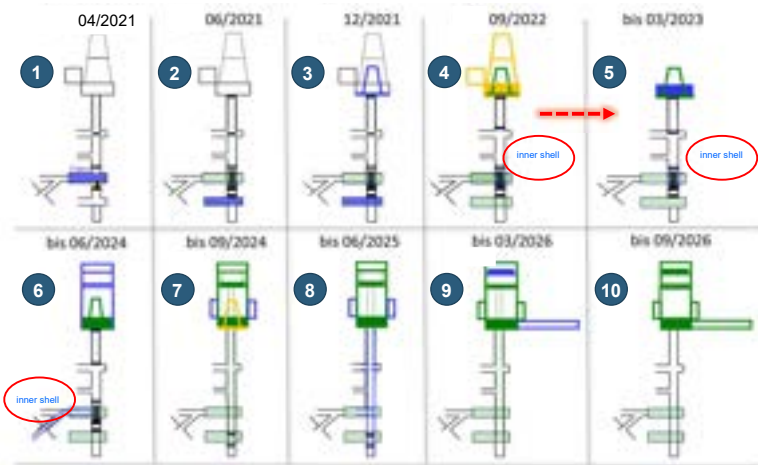 04/2021
06/2021
12/2021
09/2022
bis 03/2023
1
2
3
4
5
inner shell
inner shell
bis 06/2024
bis 09/2024
bis 06/2025
bis 03/2026
bis 09/2026
6
7
8
9
10
inner shell